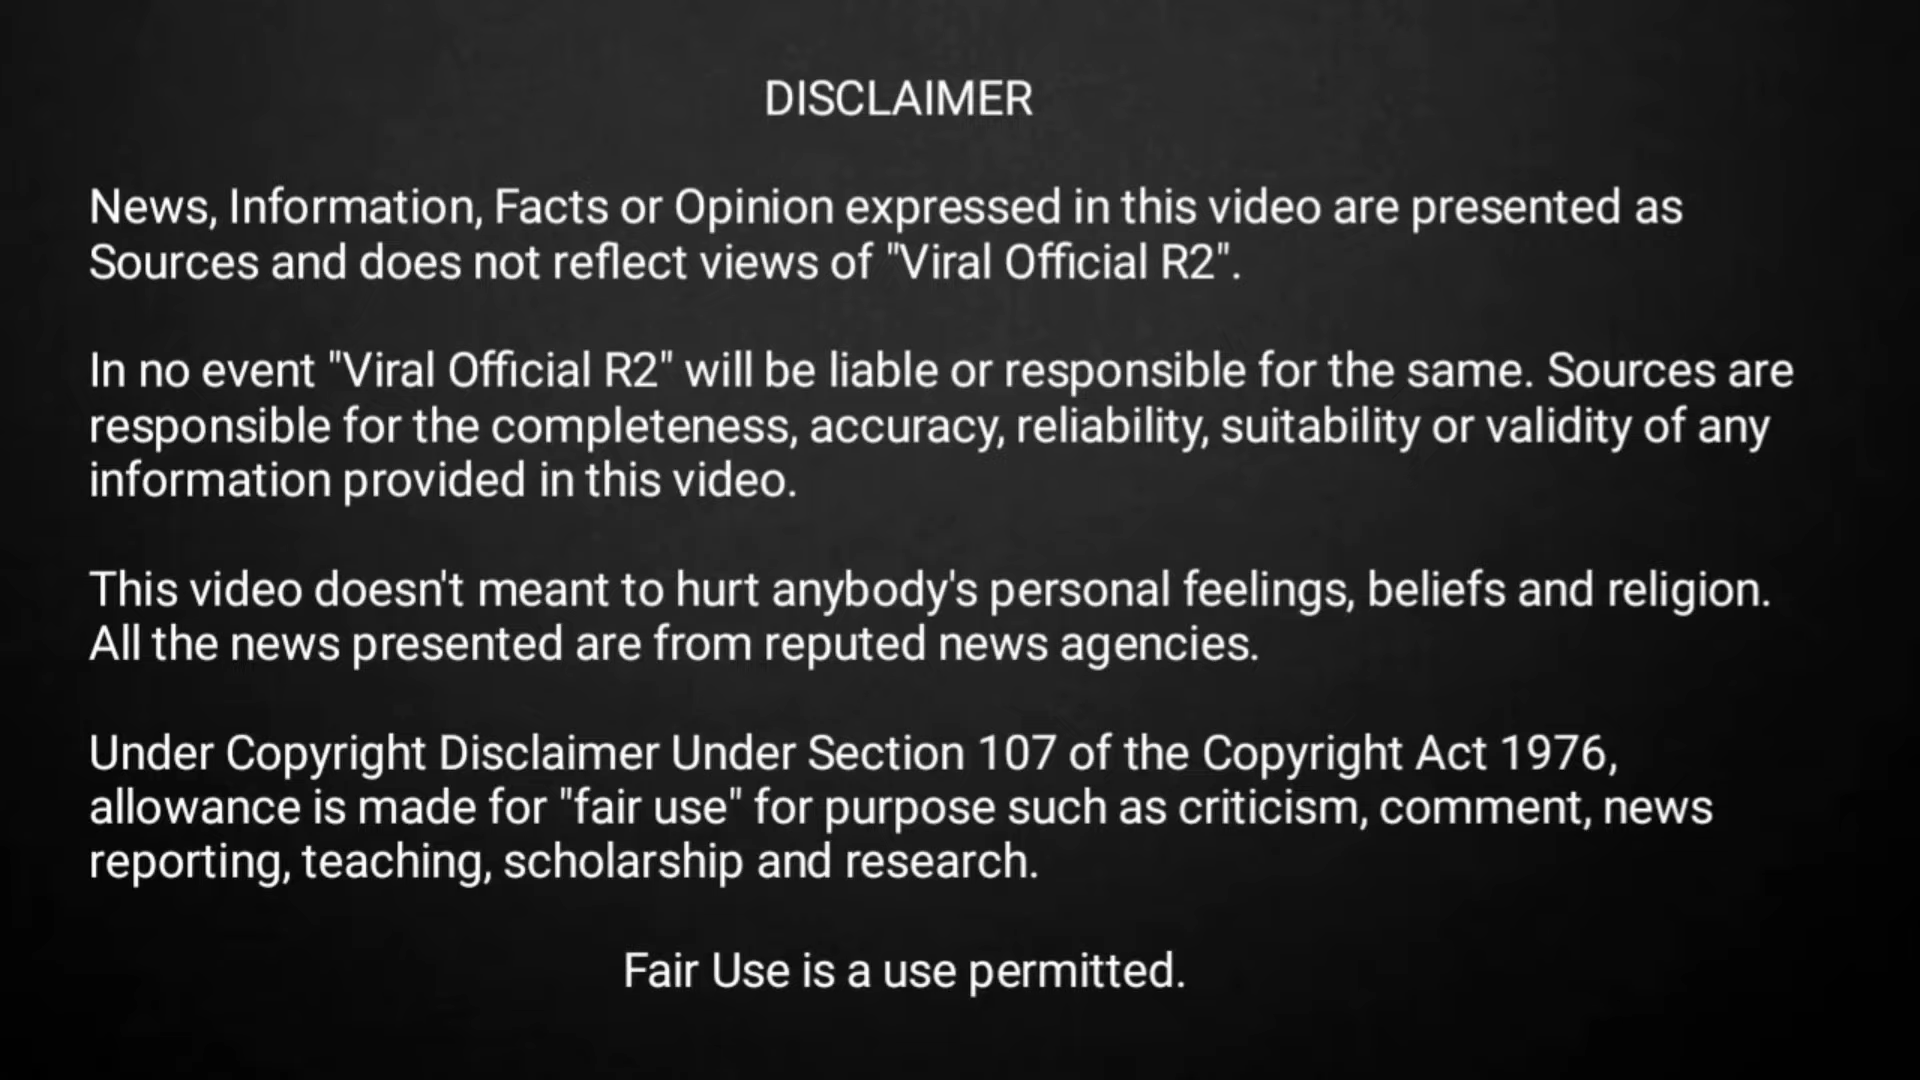 DISCLAIMER
News, Information, Facts or Opinion expressed in this video are presented as
Sources and does not reflect views of "Viral Official R2".
In no event "Viral Official R2" will be liable or responsible for the same. Sources are
responsible for the completeness, accuracy, reliability, suitability or validity of any
information provided in this video.
This video doesn't meant to hurt anybody's personal feelings, beliefs and religion.
All the news presented are from reputed news agencies.
Under Copyright Disclaimer Under Section 107 of the Copyright Act 1976,
allowance is made for "fair use" for purpose such as criticism, comment, news
reporting, teaching, scholarship and research.
Fair Use is a use permitted.